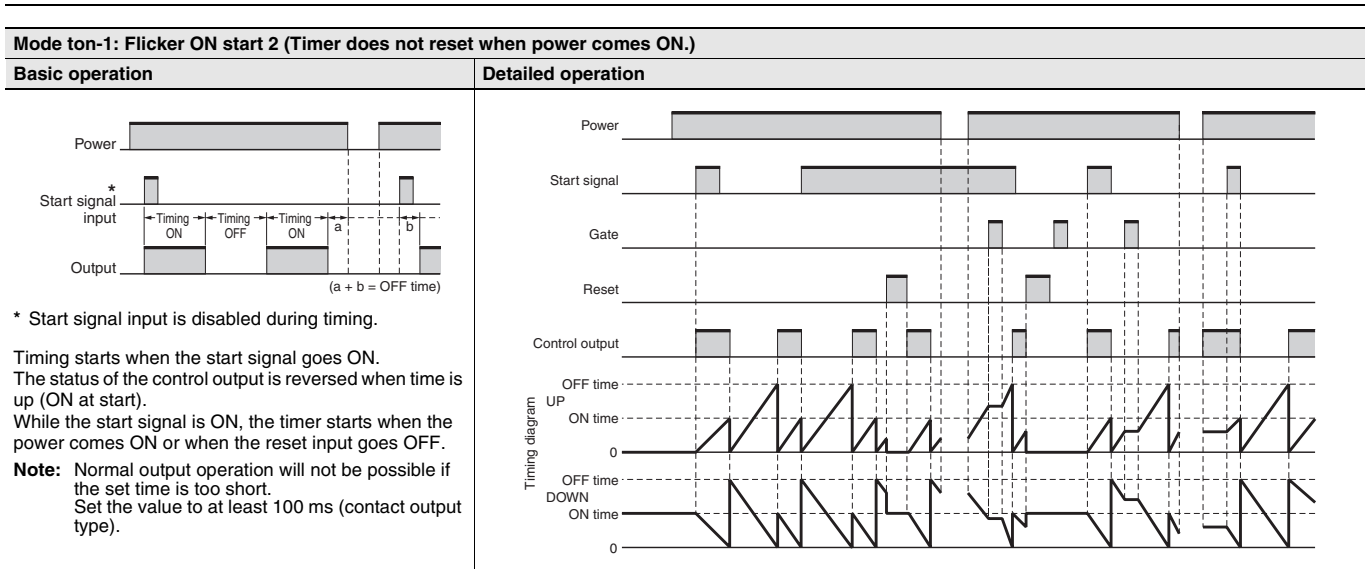 Mode ton-1: Flicker ON start 2 (Timer does not reset when power comes ON.)
Basic operation
Detailed operation
Power
*
Start signal
input
Timing
ON
Timing
OFF
Timing
ON
a
b
Output
(a + b = OFF time)
* Start signal input is disabled during timing.
Timing starts when the start signal goes ON.
The status of the control output is reversed when time is
up (ON at start).
While the start signal is ON, the timer starts when the
power comes ON or when the reset input goes OFF.
Note: Normal output operation will not be possible if
the set time is too short.
Set the value to at least 100 ms (contact output
type).
Power
Start signal
Gate
Reset
Control output
Timing diagram
OFF time
UP
ON time
0
OFF time
DOWN
ON time
0